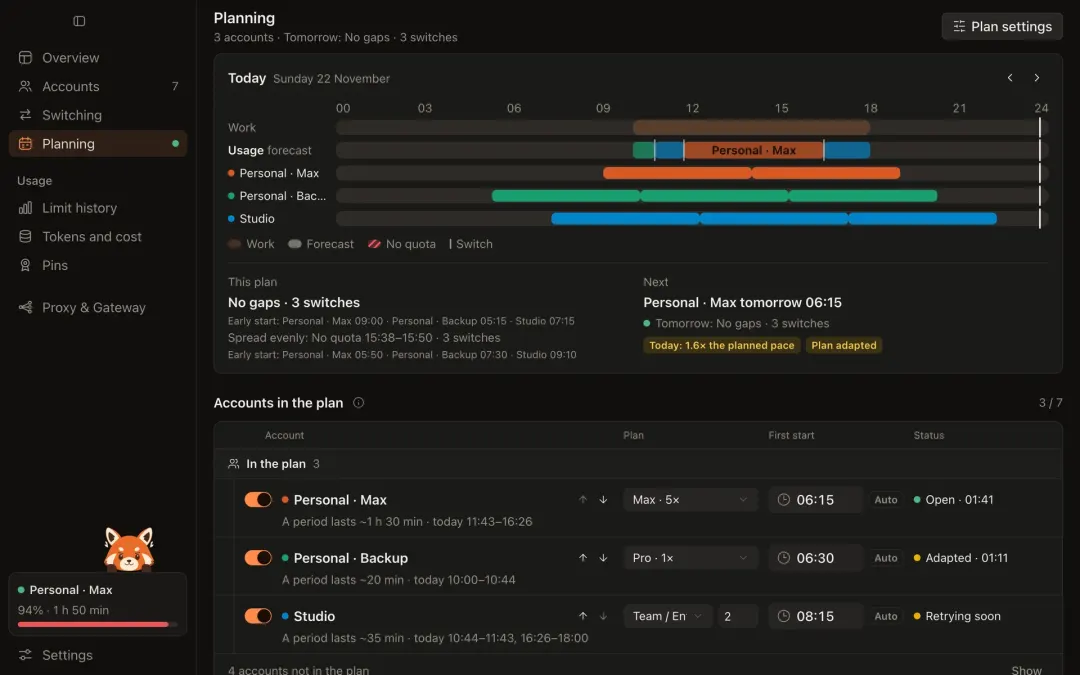 Planning
3 accounts · Tomorrow: No gaps · 3 switches
Plan settings
Overview
Accounts 7
Switching
Planning
Usage
Limit history
Tokens and cost
Pins
Proxy & Gateway
Personal · Max
94% · 1 h 50 min
Settings
Today Sunday 22 November
00 03 06 09 12 15 18 21 24
Work
Usage forecast
Personal · Max
Personal · Max
Personal · Bac...
Studio
Work Forecast No quota Switch
This plan
No gaps · 3 switches
Early start: Personal · Max 09:00 · Personal · Backup 05:15 · Studio 07:15
Spread evenly: No quota 15:38–15:50 · 3 switches
Early start: Personal · Max 05:50 · Personal · Backup 07:30 · Studio 09:10
Next
Personal · Max tomorrow 06:15
Tomorrow: No gaps · 3 switches
Today: 1.6× the planned pace Plan adapted
Accounts in the plan 3 / 7
Account Plan First start Status
In the plan 3
Personal · Max Max · 5× 06:15 Auto Open · 01:41
A period lasts ~1 h 30 min · today 11:43–16:26
Personal · Backup Pro · 1× 06:30 Auto Adapted · 01:11
A period lasts ~20 min · today 10:00–10:44
Studio Team / En 2 08:15 Auto Retrying soon
A period lasts ~35 min · today 10:44–11:43, 16:26–18:00
4 accounts not in the plan Show